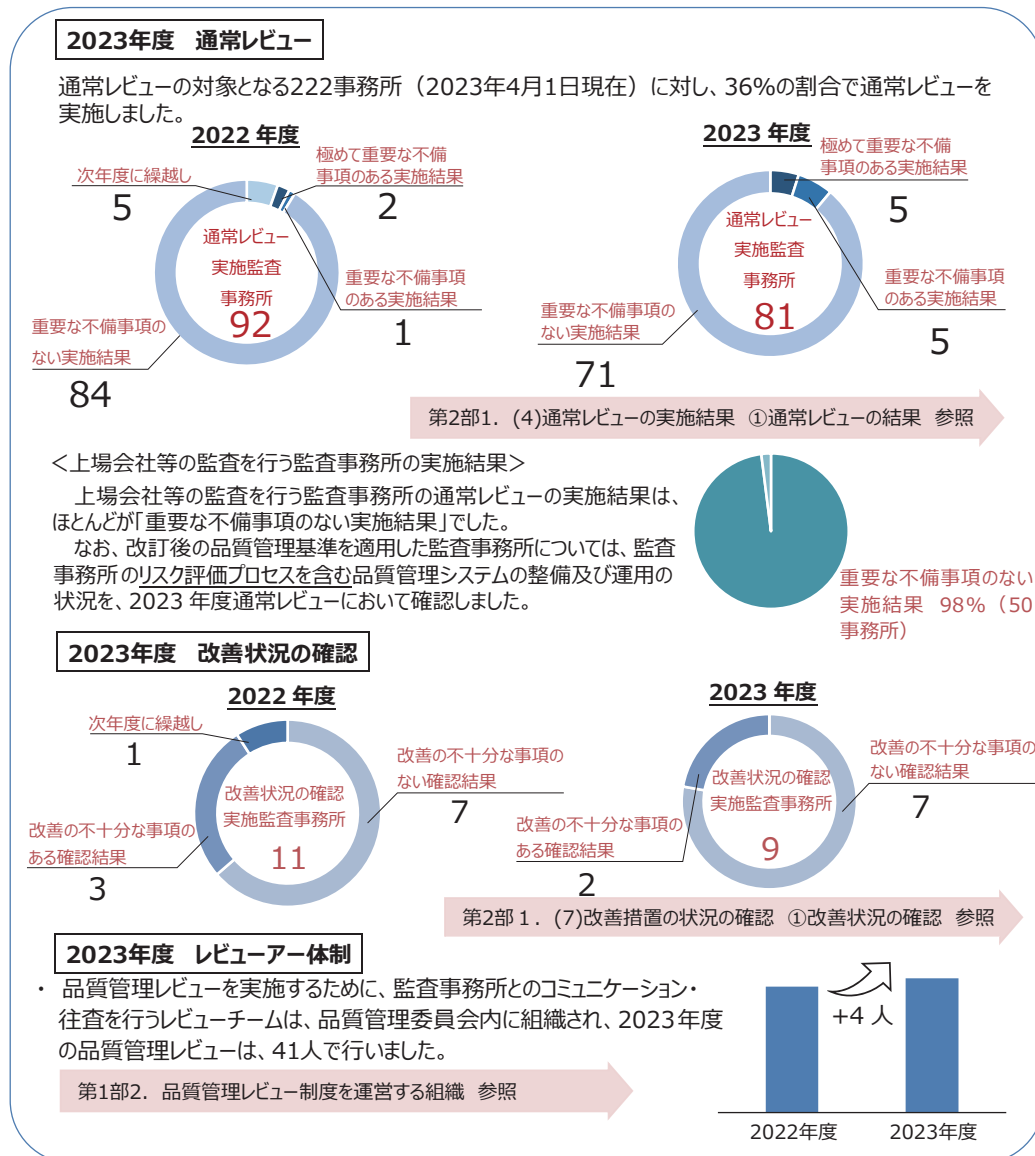 2023年度　通常レビュー
通常レビューの対象となる222事務所（2023年4月1日現在）に対し、36%の割合で通常レビューを
実施しました。
2022 年度
次年度に繰越し
5
極めて重要な不備
事項のある実施結果
2
通常レビュー
実施監査
事務所
92
重要な不備事項
のある実施結果
1
重要な不備事項の
ない実施結果
84
2023 年度
極めて重要な不備
事項のある実施結果
5
通常レビュー
実施監査
事務所
81
重要な不備事項
のある実施結果
5
重要な不備事項の
ない実施結果
71
第2部1．(4)通常レビューの実施結果 ①通常レビューの結果 参照
＜上場会社等の監査を行う監査事務所の実施結果＞
上場会社等の監査を行う監査事務所の通常レビューの実施結果は、
ほとんどが「重要な不備事項のない実施結果」でした。
なお、改訂後の品質管理基準を適用した監査事務所については、監査
事務所のリスク評価プロセスを含む品質管理システムの整備及び運用の
状況を、2023 年度通常レビューにおいて確認しました。
重要な不備事項のない
実施結果 98%（50
事務所）
2023年度　改善状況の確認
2022 年度
次年度に繰越し
1
改善の不十分な事項の
ない確認結果
7
改善状況の確認
実施監査事務所
11
改善の不十分な事項の
ある確認結果
3
2023 年度
改善の不十分な事項の
ない確認結果
7
改善状況の確認
実施監査事務所
9
改善の不十分な事項の
ある確認結果
2
第2部 1．(7)改善措置の状況の確認 ①改善状況の確認 参照
2023年度　レビューアー体制
・ 品質管理レビューを実施するために、監査事務所とのコミュニケーション・
往査を行うレビューチームは、品質管理委員会内に組織され、2023年度
の品質管理レビューは、41人で行いました。
第1部2．品質管理レビュー制度を運営する組織 参照
+4 人
2022年度
2023年度